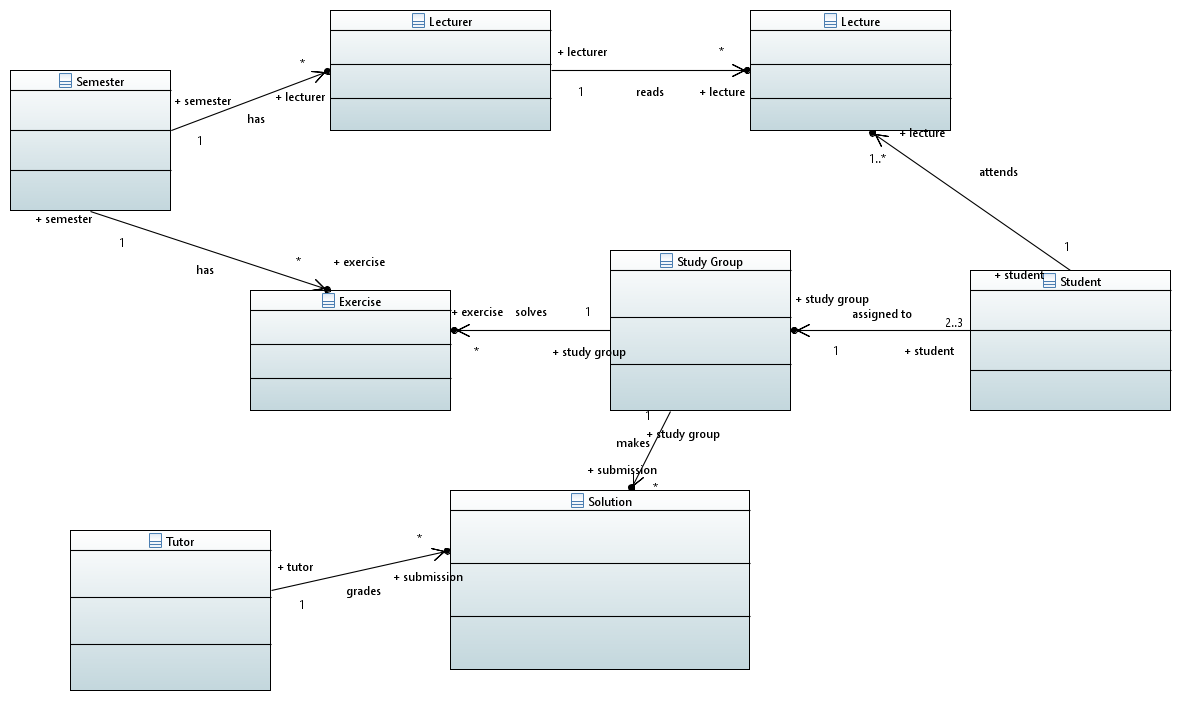 Lecturer
Lecture
+ lecturer
*
*
Semester
+ semester
+ lecturer
1
reads
+ lecture
has
1
+ lecture
1..*
attends
+ semester
1
1
has
*
+ exercise
Study Group
+ student
Student
Exercise
+ study group
+ exercise
solves
1
assigned to
2..3
*
+ study group
1
+ student
1
+ study group
makes
+ submission
*
Solution
Tutor
*
+ tutor
+ submission
grades
1